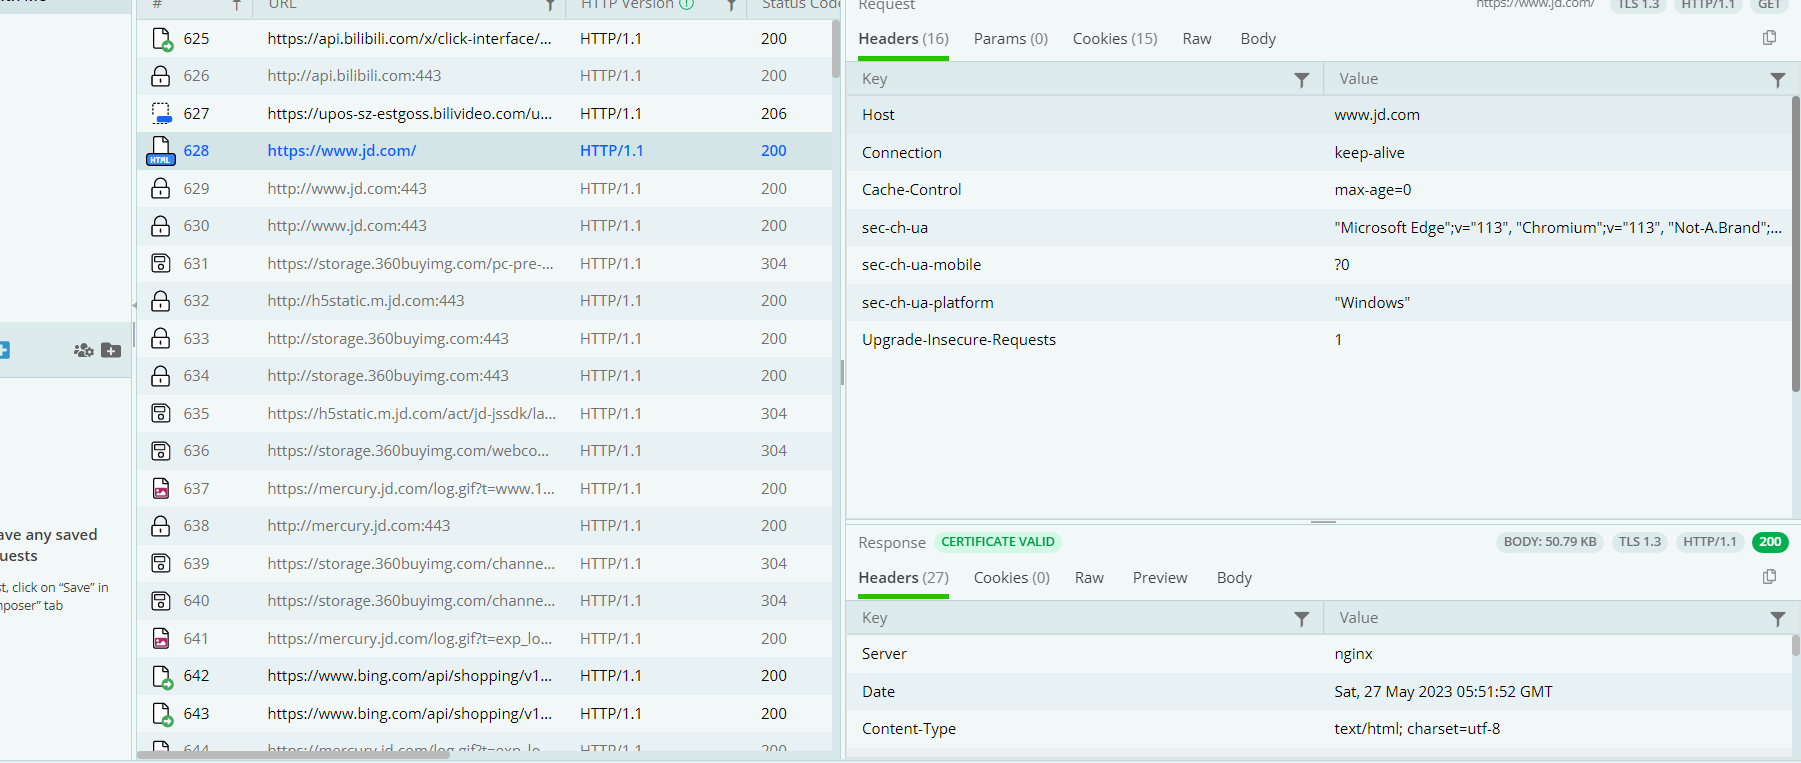 # URL HTTP Version Status Code
625 https://api.bilibili.com/x/click-interface/... HTTP/1.1 200
626 http://api.bilibili.com:443 HTTP/1.1 200
627 https://upos-sz-estgoss.bilivideo.com/u... HTTP/1.1 206
HTML 628 https://www.jd.com/ HTTP/1.1 200
629 http://www.jd.com:443 HTTP/1.1 200
630 http://www.jd.com:443 HTTP/1.1 200
631 https://storage.360buyimg.com/pc-pre-... HTTP/1.1 304
632 http://h5static.m.jd.com:443 HTTP/1.1 200
633 http://storage.360buyimg.com:443 HTTP/1.1 200
634 http://storage.360buyimg.com:443 HTTP/1.1 200
635 https://h5static.m.jd.com/act/jd-jssdk/la... HTTP/1.1 304
636 https://storage.360buyimg.com/webco... HTTP/1.1 304
637 https://mercury.jd.com/log.gif?t=www.1... HTTP/1.1 200
638 http://mercury.jd.com:443 HTTP/1.1 200
639 https://storage.360buyimg.com/channe... HTTP/1.1 304
640 https://storage.360buyimg.com/channe... HTTP/1.1 304
641 https://mercury.jd.com/log.gif?t=exp_lo... HTTP/1.1 200
642 https://www.bing.com/api/shopping/v1... HTTP/1.1 200
643 https://www.bing.com/api/shopping/v1... HTTP/1.1 200
644 https://mercury.jd.com/log.gif?t=exp_lo... HTTP/1.1 200
ave any saved
uests
st, click on “Save” in
mposer” tab
Request https://www.jd.com/ TLS 1.3 HTTP/1.1 GET
Headers (16) Params (0) Cookies (15) Raw Body
Key Value
Host www.jd.com
Connection keep-alive
Cache-Control max-age=0
sec-ch-ua "Microsoft Edge";v="113", "Chromium";v="113", "Not-A.Brand";...
sec-ch-ua-mobile ?0
sec-ch-ua-platform "Windows"
Upgrade-Insecure-Requests 1
Response CERTIFICATE VALID BODY: 50.79 KB TLS 1.3 HTTP/1.1 200
Headers (27) Cookies (0) Raw Preview Body
Key Value
Server nginx
Date Sat, 27 May 2023 05:51:52 GMT
Content-Type text/html; charset=utf-8